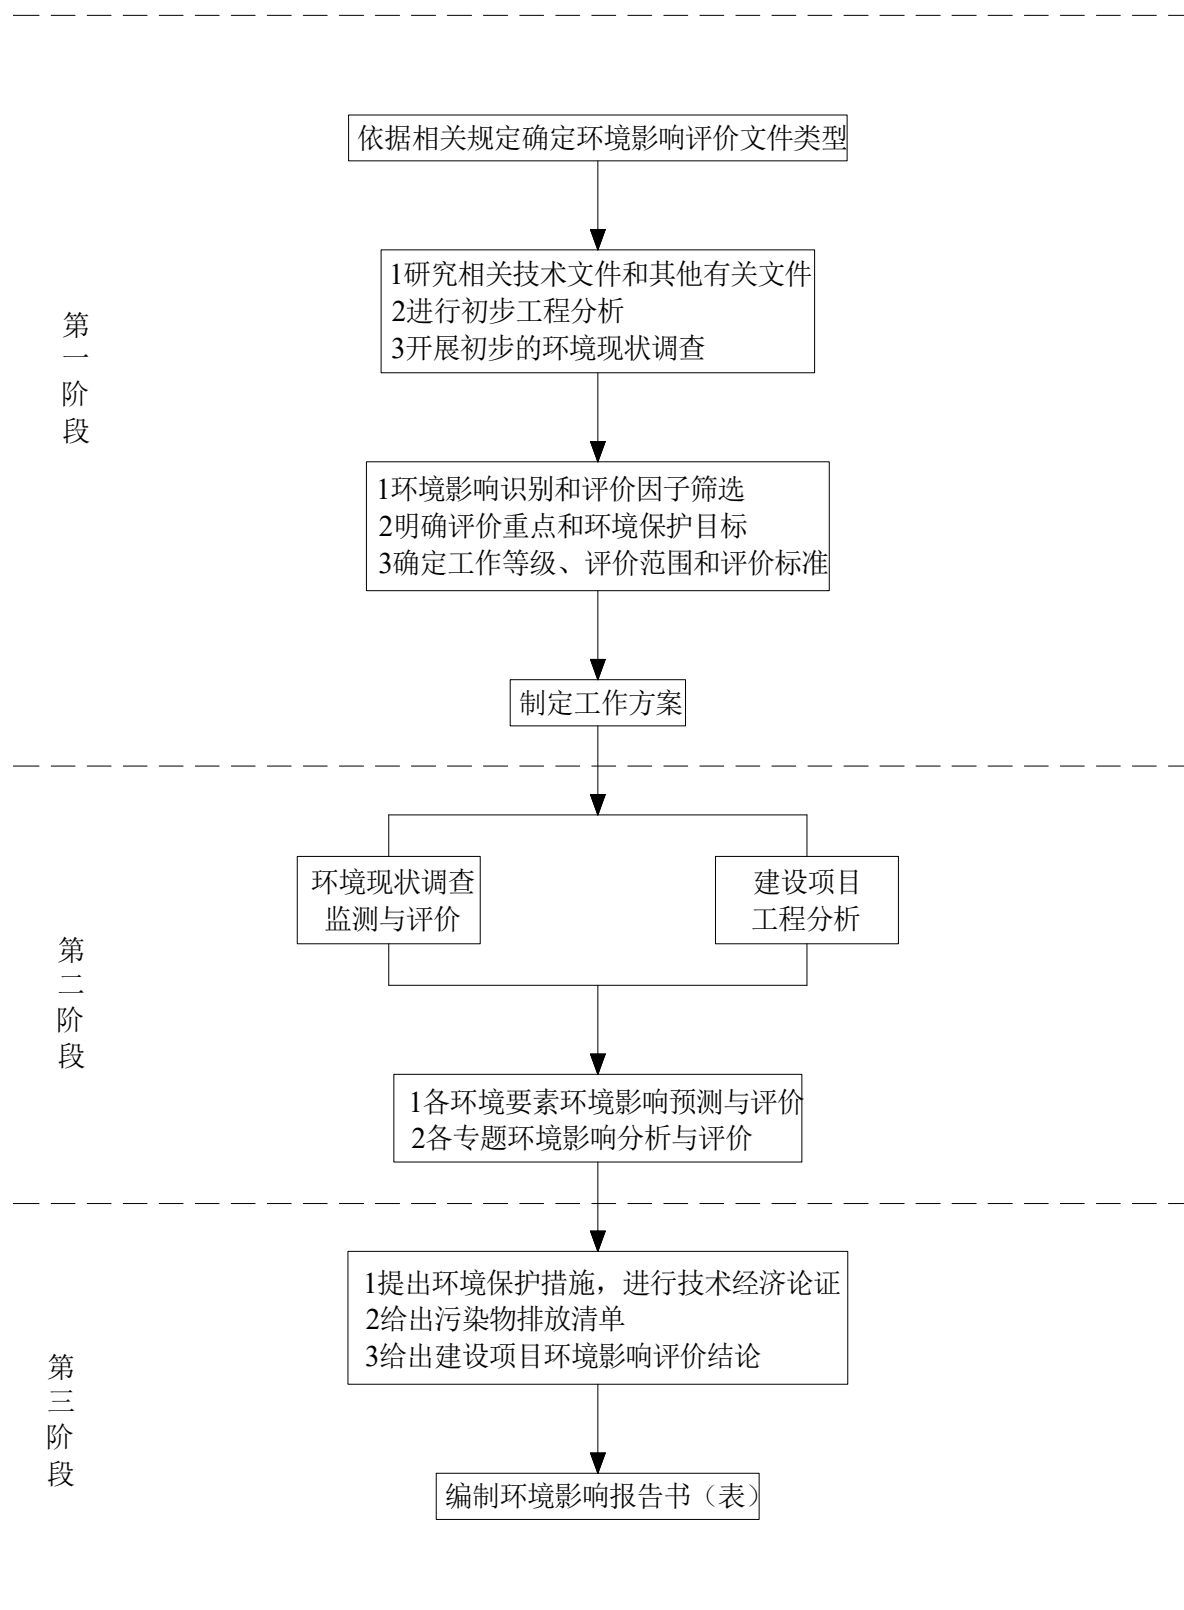 依据相关规定确定环境影响评价文件类型
1研究相关技术文件和其他有关文件
2进行初步工程分析
3开展初步的环境现状调查
第一阶段
1环境影响识别和评价因子筛选
2明确评价重点和环境保护目标
3确定工作等级、评价范围和评价标准
制定工作方案
环境现状调查
监测与评价
建设项目
工程分析
第二阶段
1各环境要素环境影响预测与评价
2各专题环境影响分析与评价
1提出环境保护措施，进行技术经济论证
2给出污染物排放清单
3给出建设项目环境影响评价结论
第三阶段
编制环境影响报告书（表）